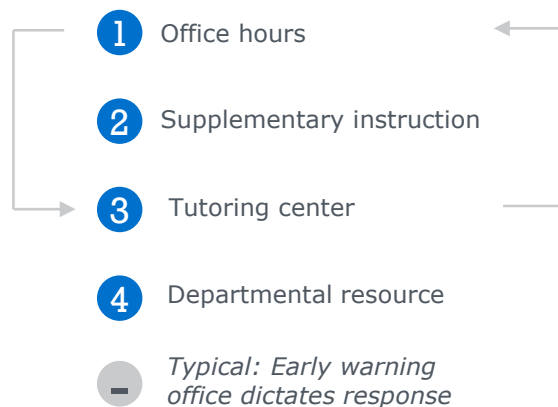 1 Office hours
2 Supplementary instruction
3 Tutoring center
4 Departmental resource
– Typical: Early warning
office dictates response